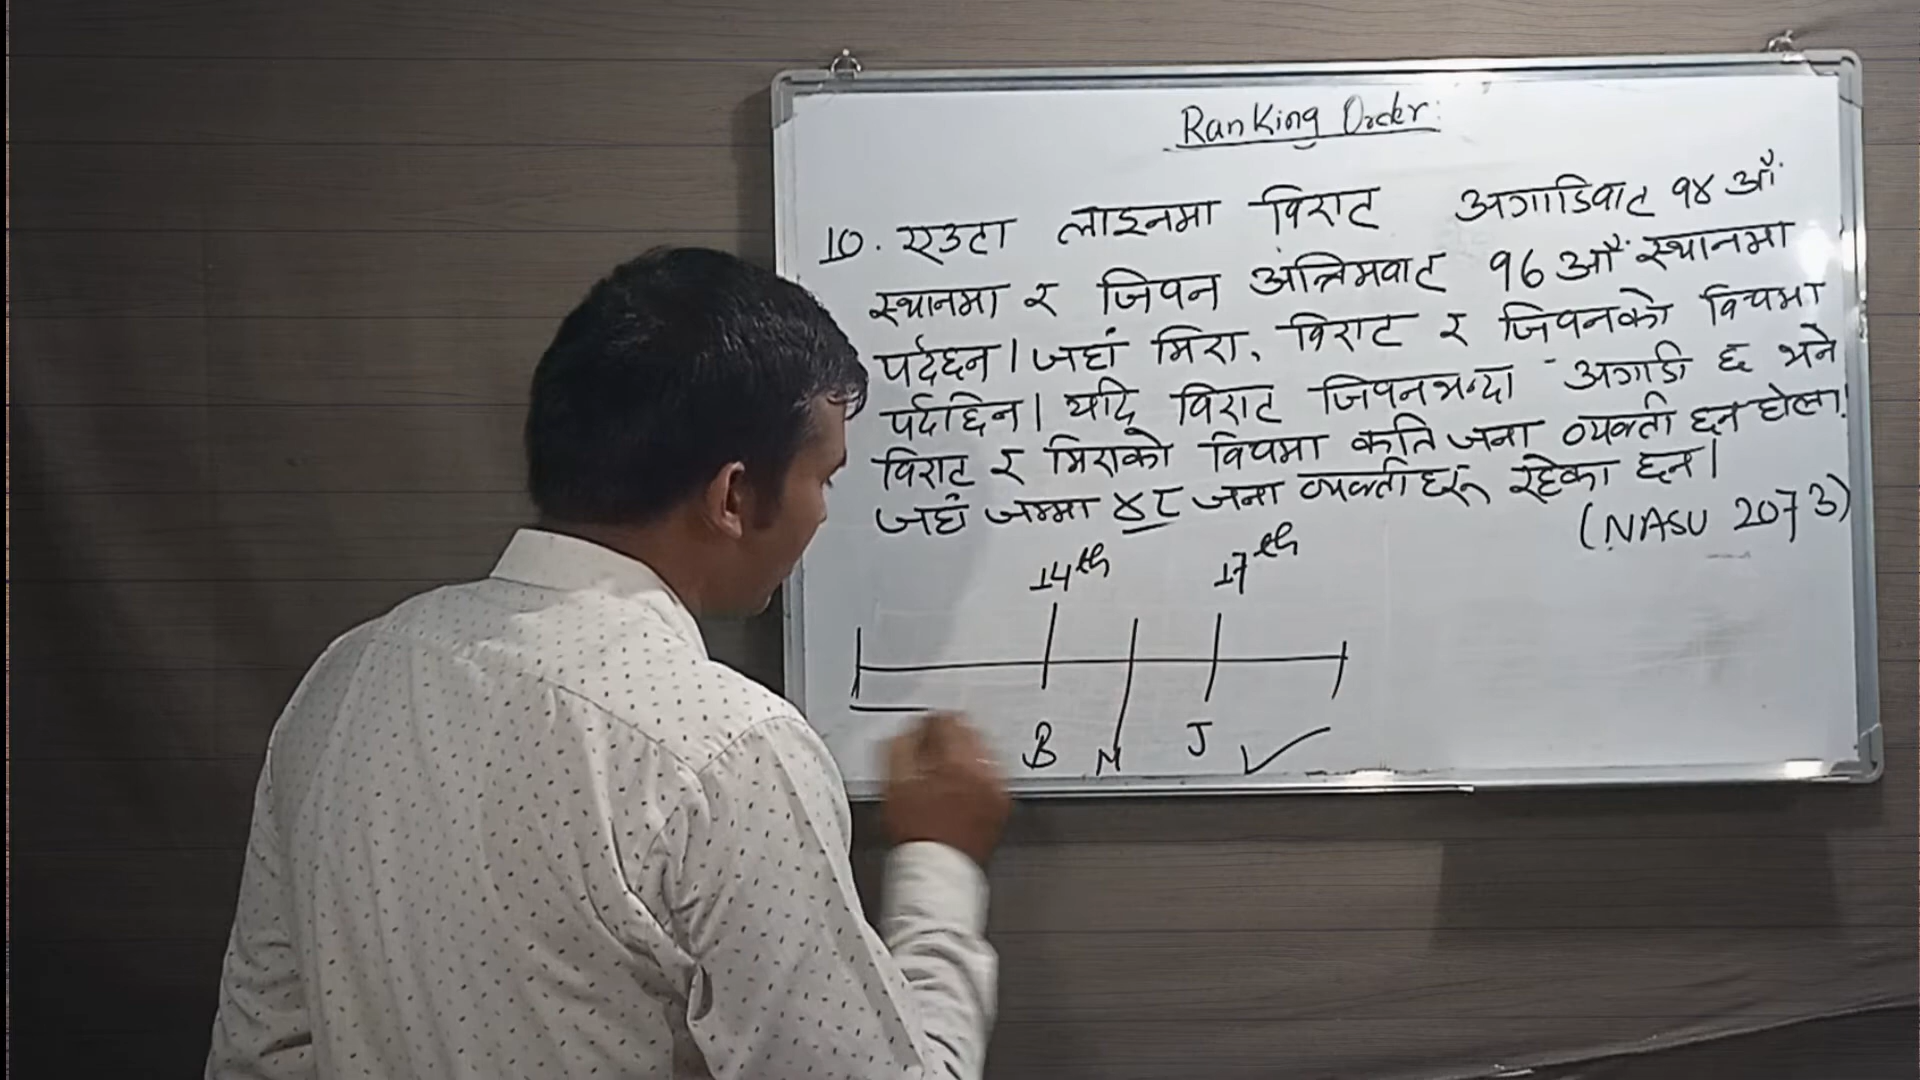 Ranking Order:
10. एउटा लाइनमा विराट अगाडिबाट १४ औं
स्थानमा र जिवन अन्तिमबाट १७ औं स्थानमा
पर्दछन। जहां मिरा, विराट र जिवनको विचमा
पर्दछिन। यदि विराट जिवनभन्दा अगाडी छ भने
विराट र मिराको विचमा कति जना व्यक्ती छन होला!
जहां जम्मा ४८ जना व्यक्तीहरू रहेका छन।
(NASU 2073)
14th 17th
B M J